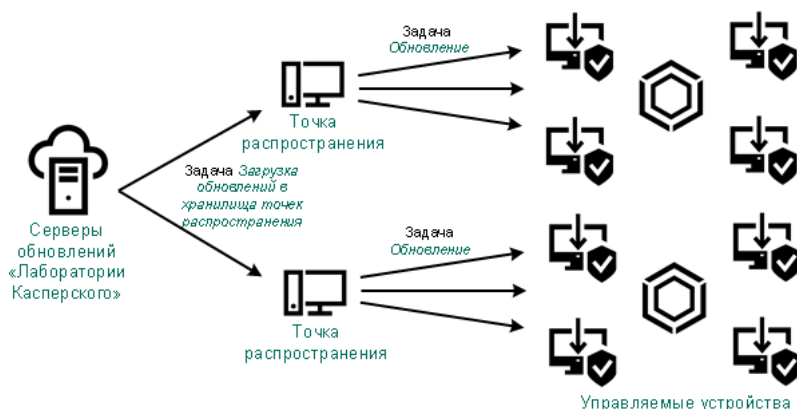 Задача
Обновление
Точка
распространения
Задача Загрузка
обновлений в
хранилища точек
распространения
Серверы
обновлений
«Лаборатории
Касперского»
Задача
Обновление
Точка
распространения
Управляемые устройства